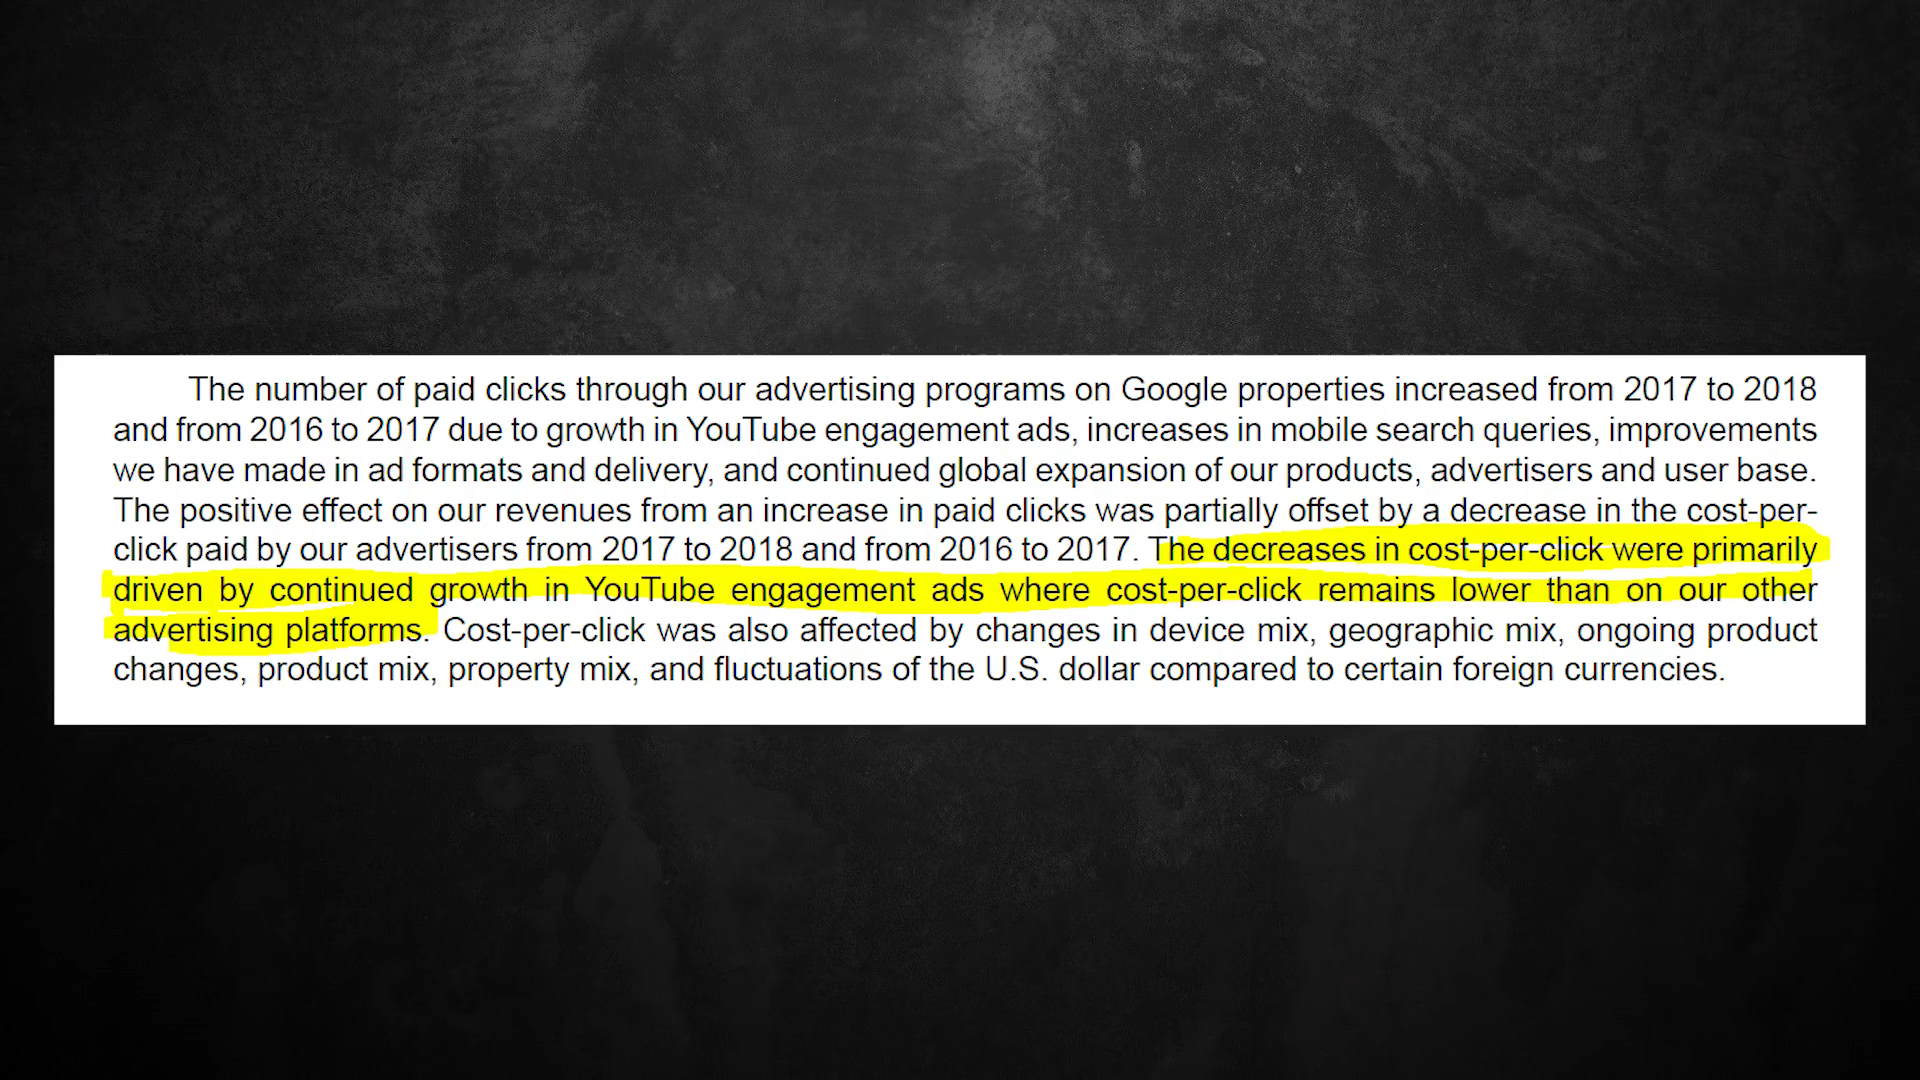 The number of paid clicks through our advertising programs on Google properties increased from 2017 to 2018
and from 2016 to 2017 due to growth in YouTube engagement ads, increases in mobile search queries, improvements
we have made in ad formats and delivery, and continued global expansion of our products, advertisers and user base.
The positive effect on our revenues from an increase in paid clicks was partially offset by a decrease in the cost-per-
click paid by our advertisers from 2017 to 2018 and from 2016 to 2017. The decreases in cost-per-click were primarily
driven by continued growth in YouTube engagement ads where cost-per-click remains lower than on our other
advertising platforms. Cost-per-click was also affected by changes in device mix, geographic mix, ongoing product
changes, product mix, property mix, and fluctuations of the U.S. dollar compared to certain foreign currencies.